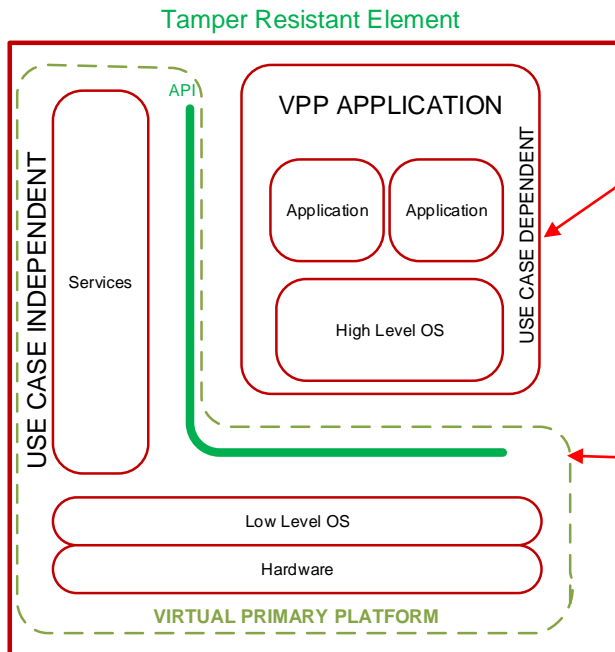 Tamper Resistant Element
API
VPP APPLICATION
USE CASE INDEPENDENT
USE CASE DEPENDENT
Application
Application
Services
High Level OS
Low Level OS
Hardware
VIRTUAL PRIMARY PLATFORM